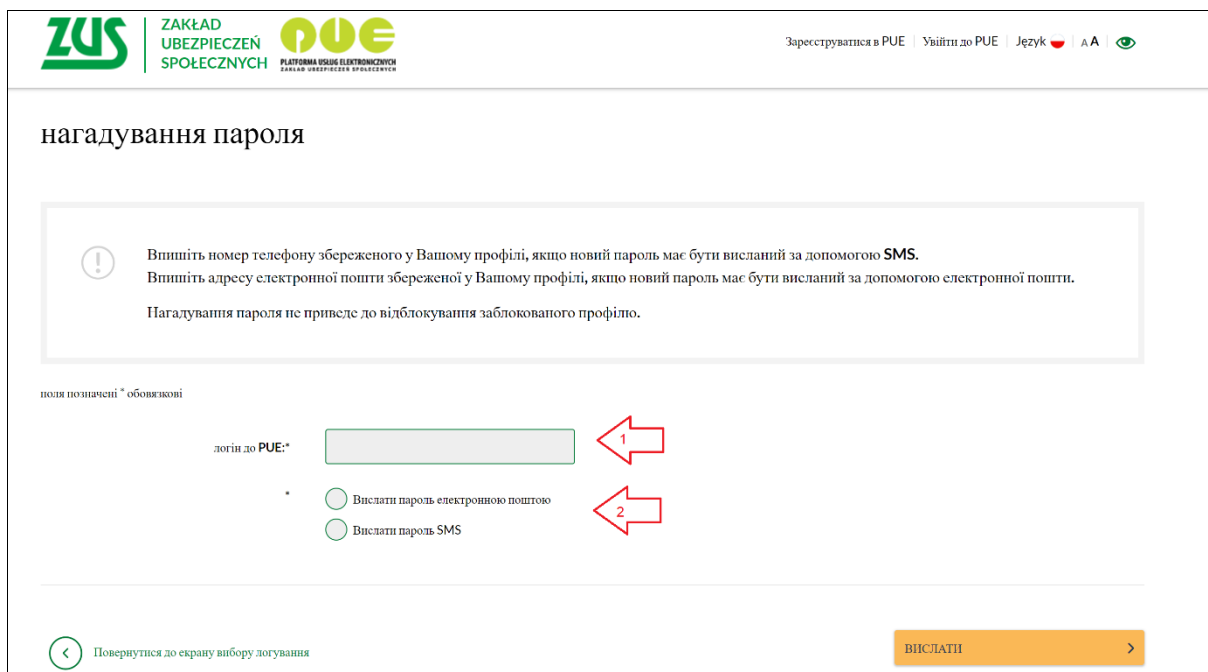 ZUS
ZAKŁAD
UBEZPIECZEŃ
SPOŁECZNYCH
PUE
PLATFORMA USŁUG ELEKTRONICZNYCH
ZAKŁAD UBEZPIECZEŃ SPOŁECZNYCH
Зареєструватися в PUE
Увійти до PUE
Język
A A
нагадування пароля
Впишіть номер телефону збереженого у Вашому профілі, якщо новий пароль має бути висланий за допомогою SMS.
Впишіть адресу електронної пошти збереженої у Вашому профілі, якщо новий пароль має бути висланий за допомогою електронної пошти.
Нагадування пароля не приведе до відблокування заблокованого профілю.
поля позначені * обовязкові
логін до PUE:*
1
*
Вислати пароль електронною поштою
2
Вислати пароль SMS
Повернутися до екрану вибору логування
ВИСЛАТИ